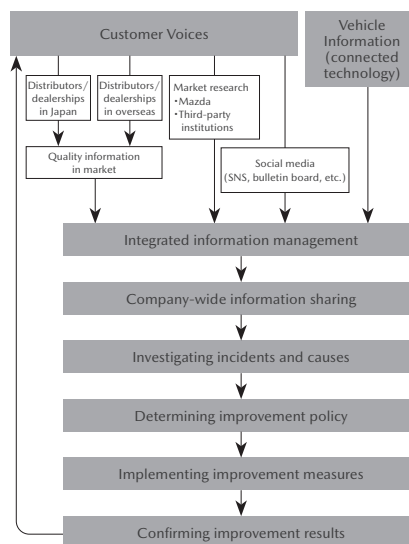 Customer Voices
Vehicle
Information
(connected
technology)
Distributors/
dealerships
in Japan
Distributors/
dealerships
in overseas
Market research
・Mazda
・Third-party
institutions
Quality information
in market
Social media
(SNS, bulletin board, etc.)
Integrated information management
Company-wide information sharing
Investigating incidents and causes
Determining improvement policy
Implementing improvement measures
Confirming improvement results